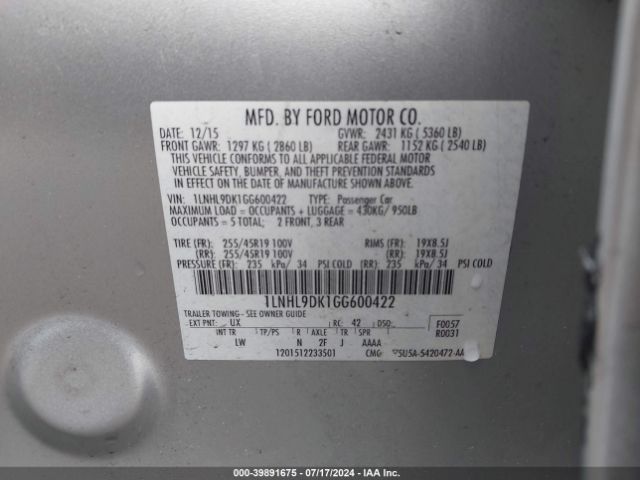 MFD. BY FORD MOTOR CO.
DATE: 12/15 GVWR: 2431 KG ( 5360 LB)
FRONT GAWR: 1297 KG ( 2860 LB) REAR GAWR: 1152 KG ( 2540 LB)
THIS VEHICLE CONFORMS TO ALL APPLICABLE FEDERAL MOTOR
VEHICLE SAFETY, BUMPER, AND THEFT PREVENTION STANDARDS
IN EFFECT ON THE DATE OF MANUFACTURE SHOWN ABOVE.
VIN: 1LNHL9DK1GG600422 TYPE: Passenger Car
MAXIMUM LOAD = OCCUPANTS + LUGGAGE = 430KG/ 950LB
OCCUPANTS = 5 TOTAL; 2 FRONT, 3 REAR
TIRE (FR): 255/45R19 100V RIMS (FR): 19X8.5J
(RR): 255/45R19 100V (RR): 19X8.5J
PRESSURE (FR): 235 kPa/ 34 PSI COLD (RR): 235 kPa/ 34 PSI COLD
1LNHL9DK1GG600422
TRAILER TOWING— SEE OWNER GUIDE
EXT PNT: UX RC: 42 DSO: F0057
INT TR TP/PS R AXLE TR SPR R0031
LW N 2F J AAAA
1201512233501 CMC 5U5A-5420472-AA
000-39891675 / 07/17/2024 / IAA Inc.